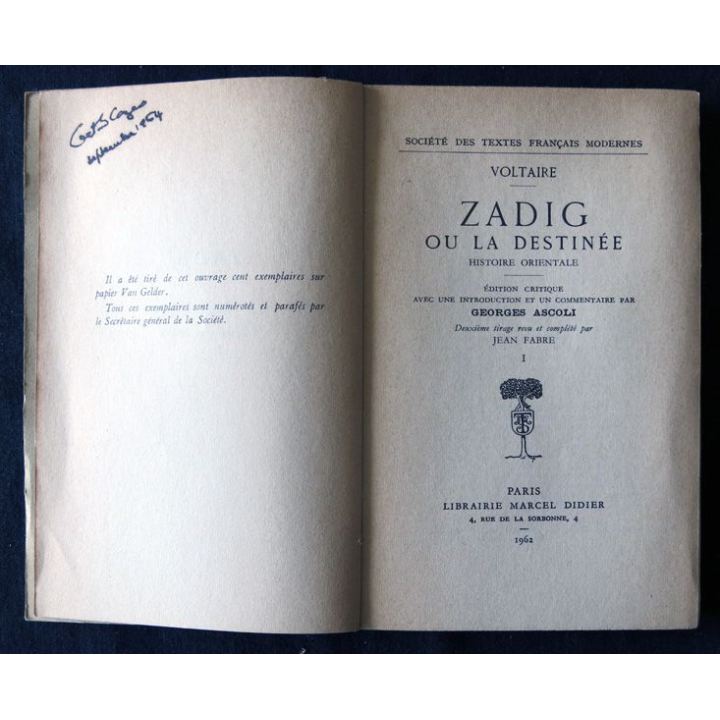 september 1964
Il a été tiré de cet ouvrage cent exemplaires sur
papier Van Gelder.
Tous ces exemplaires sont numérotés et parafés par
le Secrétaire général de la Société.
SOCIÉTÉ DES TEXTES FRANÇAIS MODERNES
VOLTAIRE
ZADIG
OU LA DESTINÉE
HISTOIRE ORIENTALE
ÉDITION CRITIQUE
AVEC UNE INTRODUCTION ET UN COMMENTAIRE PAR
GEORGES ASCOLI
Deuxième tirage revu et complété par
JEAN FABRE
I
PARIS
LIBRAIRIE MARCEL DIDIER
4, RUE DE LA SORBONNE, 4
1962